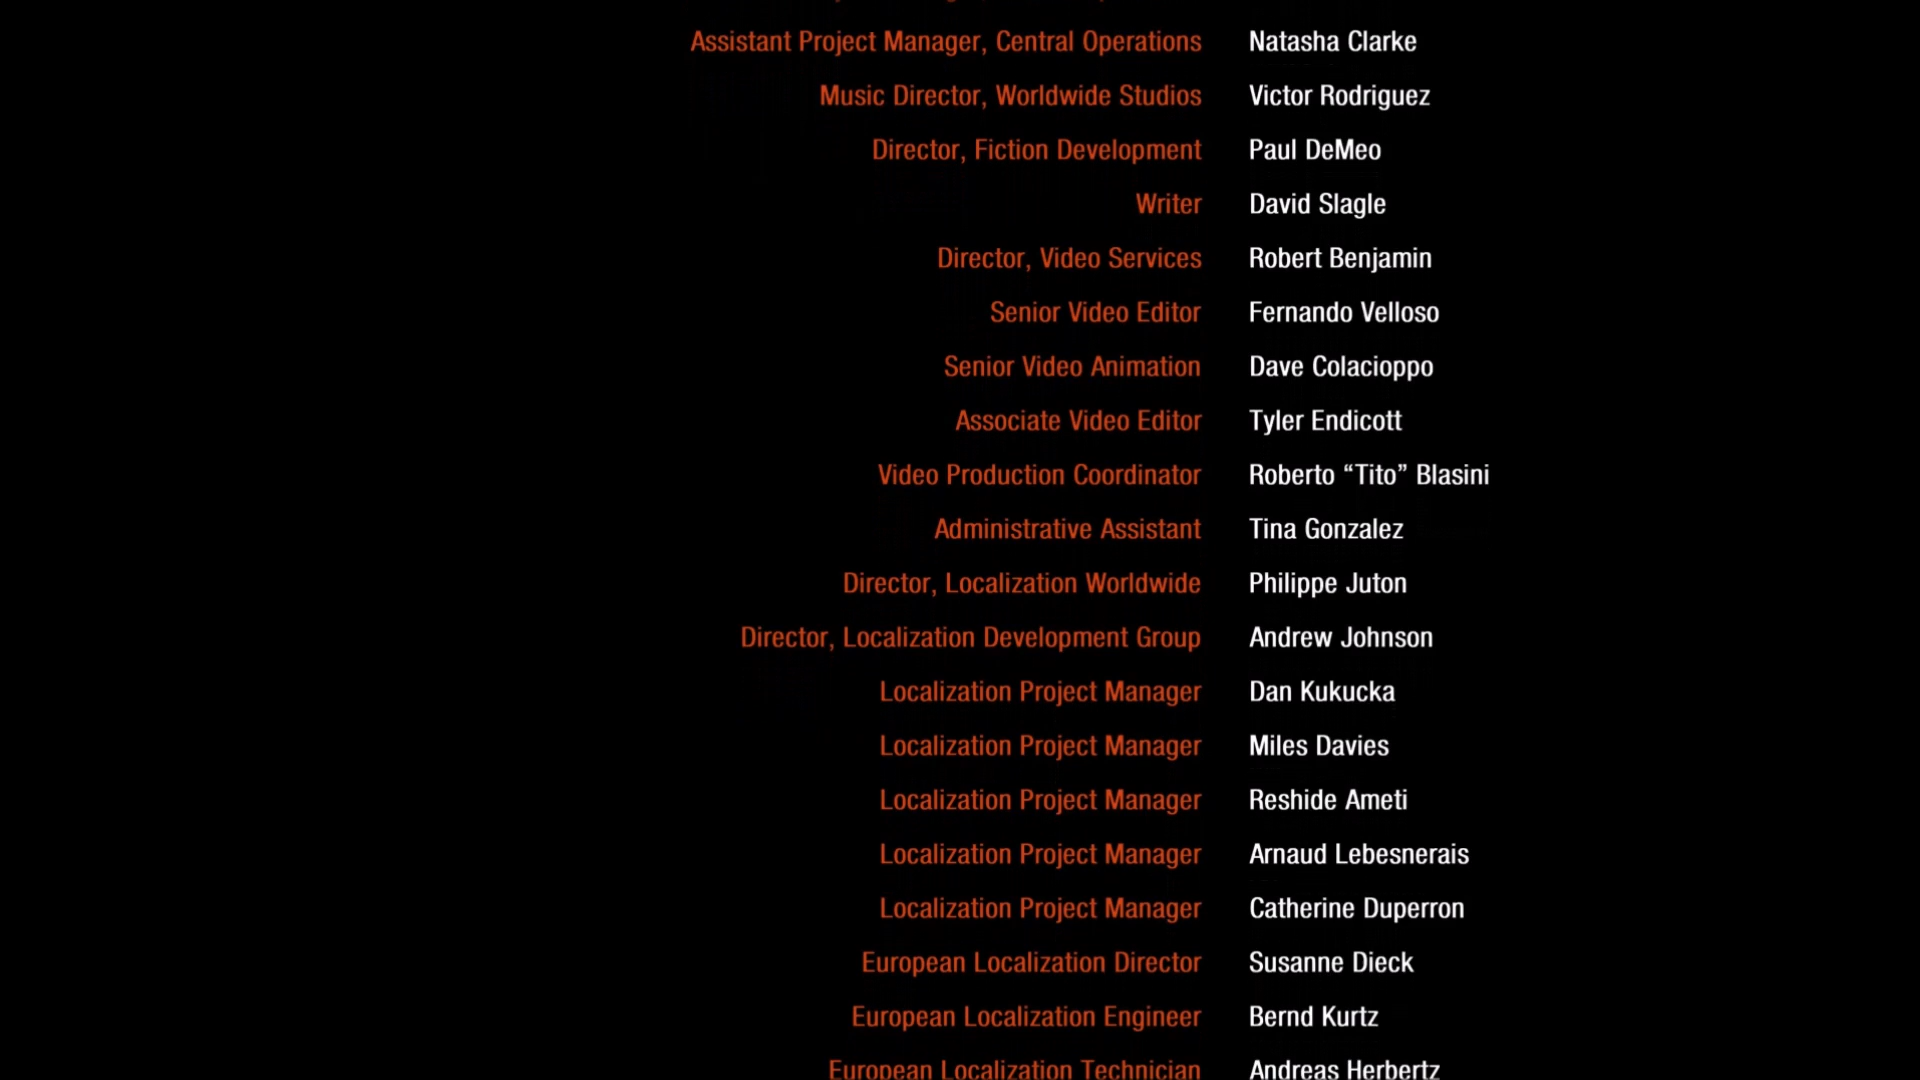 Assistant Project Manager, Central Operations Natasha Clarke
Music Director, Worldwide Studios Victor Rodriguez
Director, Fiction Development Paul DeMeo
Writer David Slagle
Director, Video Services Robert Benjamin
Senior Video Editor Fernando Velloso
Senior Video Animation Dave Colacioppo
Associate Video Editor Tyler Endicott
Video Production Coordinator Roberto “Tito” Blasini
Administrative Assistant Tina Gonzalez
Director, Localization Worldwide Philippe Juton
Director, Localization Development Group Andrew Johnson
Localization Project Manager Dan Kukucka
Localization Project Manager Miles Davies
Localization Project Manager Reshide Ameti
Localization Project Manager Arnaud Lebesnerais
Localization Project Manager Catherine Duperron
European Localization Director Susanne Dieck
European Localization Engineer Bernd Kurtz
European Localization Technician Andreas Herbertz